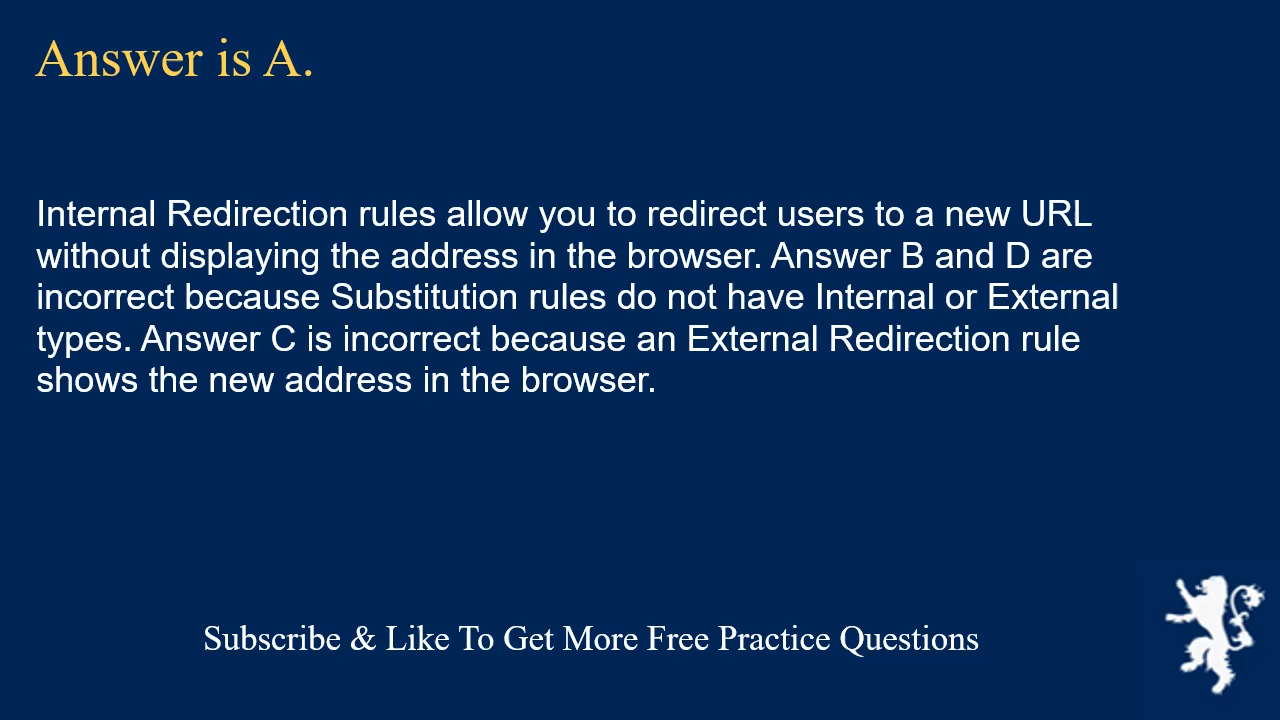 Answer is A.
Internal Redirection rules allow you to redirect users to a new URL
without displaying the address in the browser. Answer B and D are
incorrect because Substitution rules do not have Internal or External
types. Answer C is incorrect because an External Redirection rule
shows the new address in the browser.
Subscribe & Like To Get More Free Practice Questions